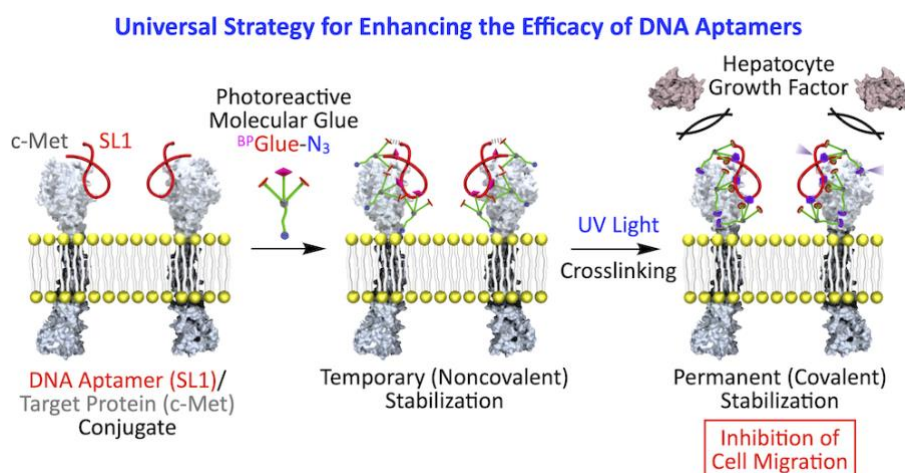 Universal Strategy for Enhancing the Efficacy of DNA Aptamers
Hepatocyte
Growth Factor
Photoreactive
Molecular Glue
BPGlue-N3
c-Met
SL1
UV Light
Crosslinking
DNA Aptamer (SL1)/
Target Protein (c-Met)
Conjugate
Temporary (Noncovalent)
Stabilization
Permanent (Covalent)
Stabilization
Inhibition of
Cell Migration